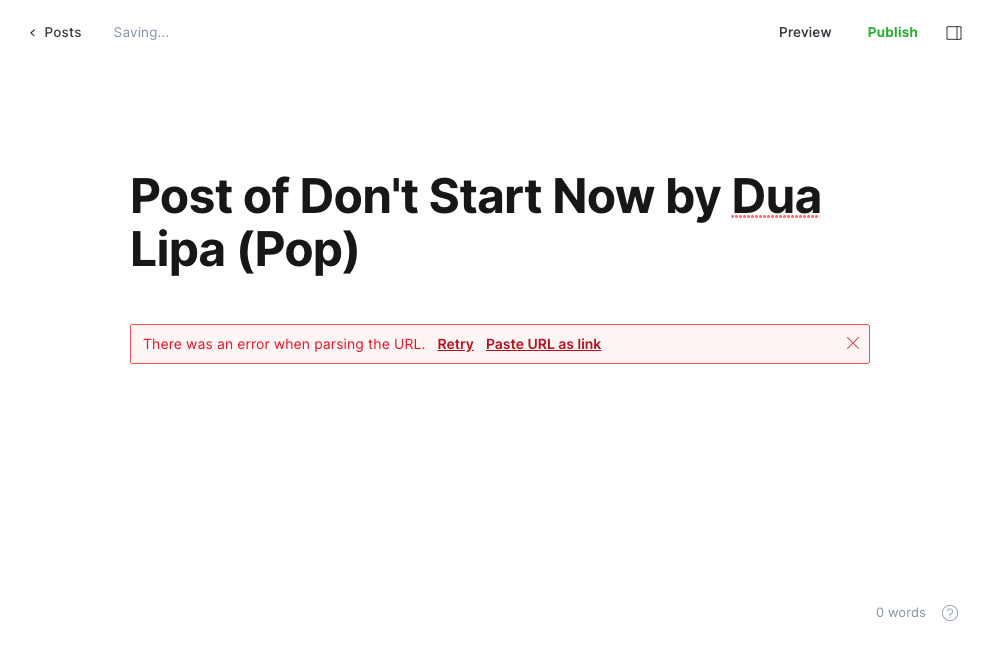 Posts
Saving...
Preview
Publish
Post of Don't Start Now by Dua
Lipa (Pop)
There was an error when parsing the URL. Retry Paste URL as link
0 words
?